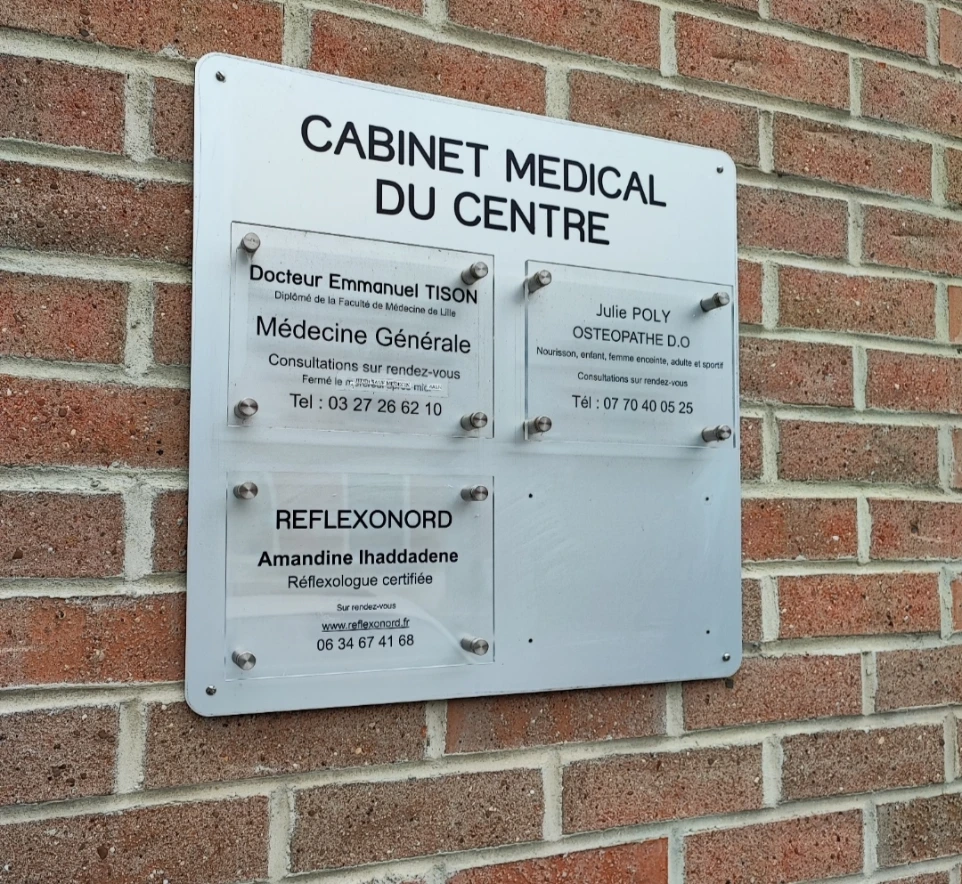 CABINET MEDICAL
DU CENTRE
Docteur Emmanuel TISON
Diplômé de la Faculté de Médecine de Lille
Médecine Générale
Consultations sur rendez-vous
Fermé le
Tel : 03 27 26 62 10
Julie POLY
OSTEOPATHE D.O
Nourisson, enfant, femme enceinte, adulte et sportif
Consultations sur rendez-vous
Tél : 07 70 40 05 25
REFLEXONORD
Amandine Ihaddadene
Réflexologue certifiée
Sur rendez-vous
www.reflexonord.fr
06 34 67 41 68